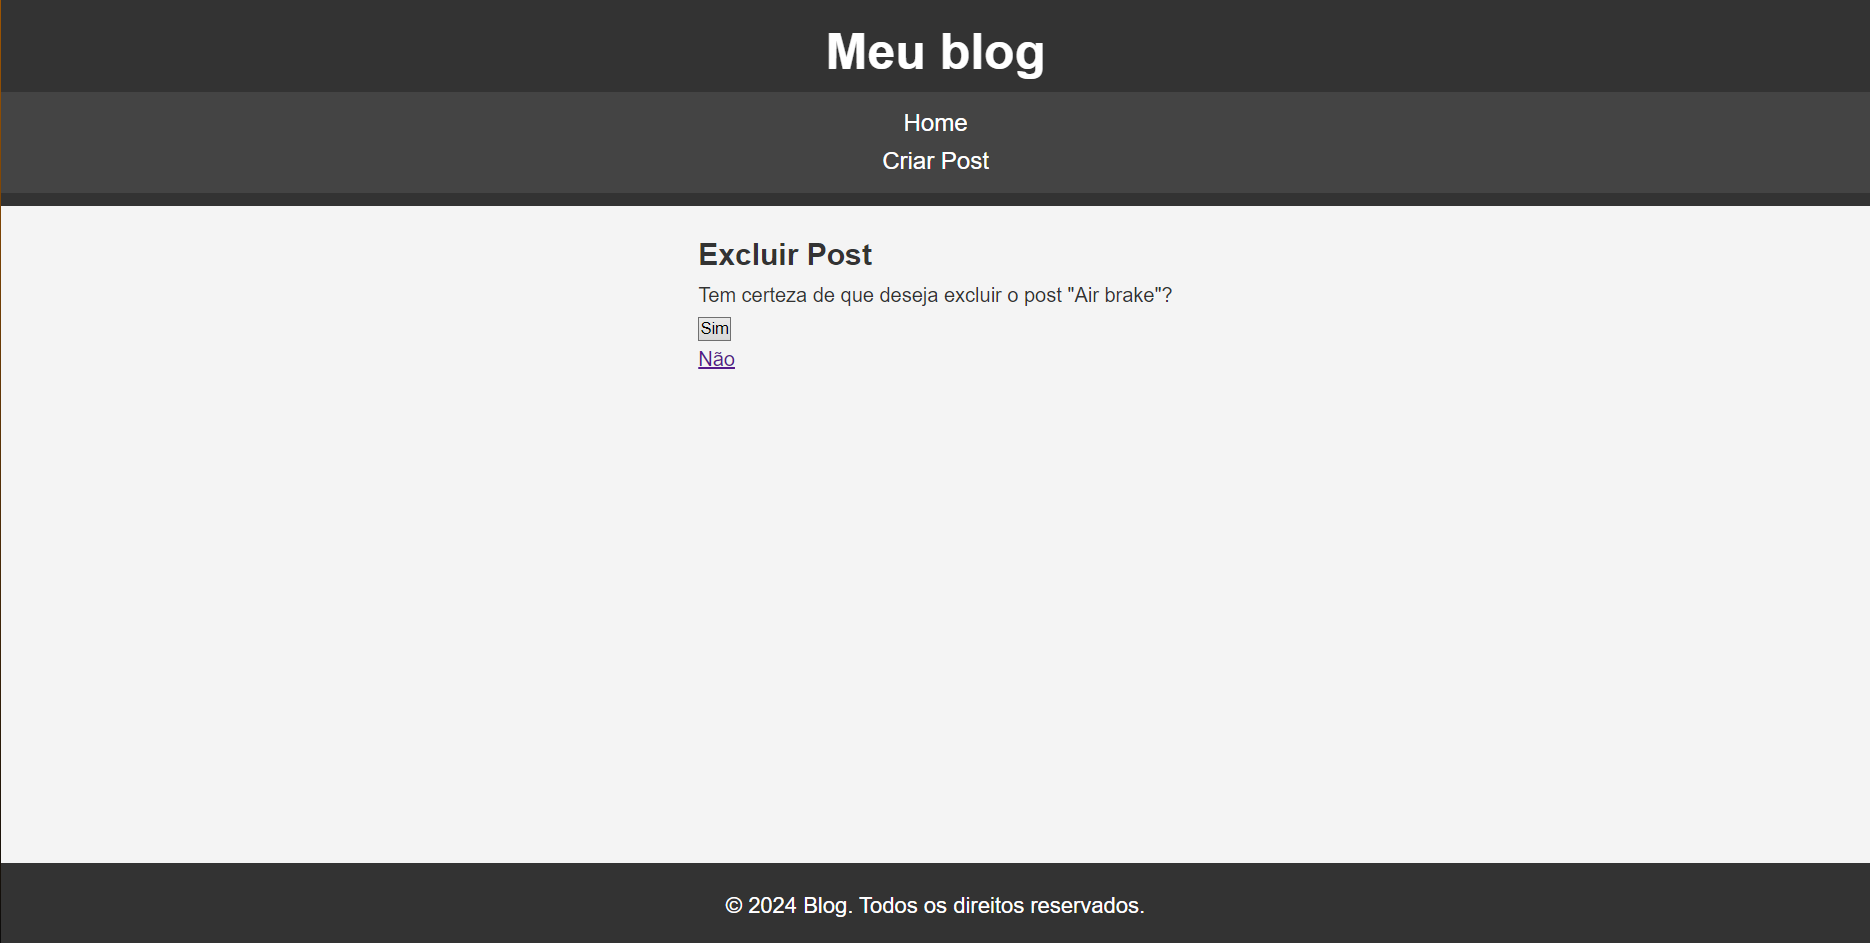 Meu blog
Home
Criar Post
Excluir Post
Tem certeza de que deseja excluir o post "Air brake"?
Sim
Não
© 2024 Blog. Todos os direitos reservados.